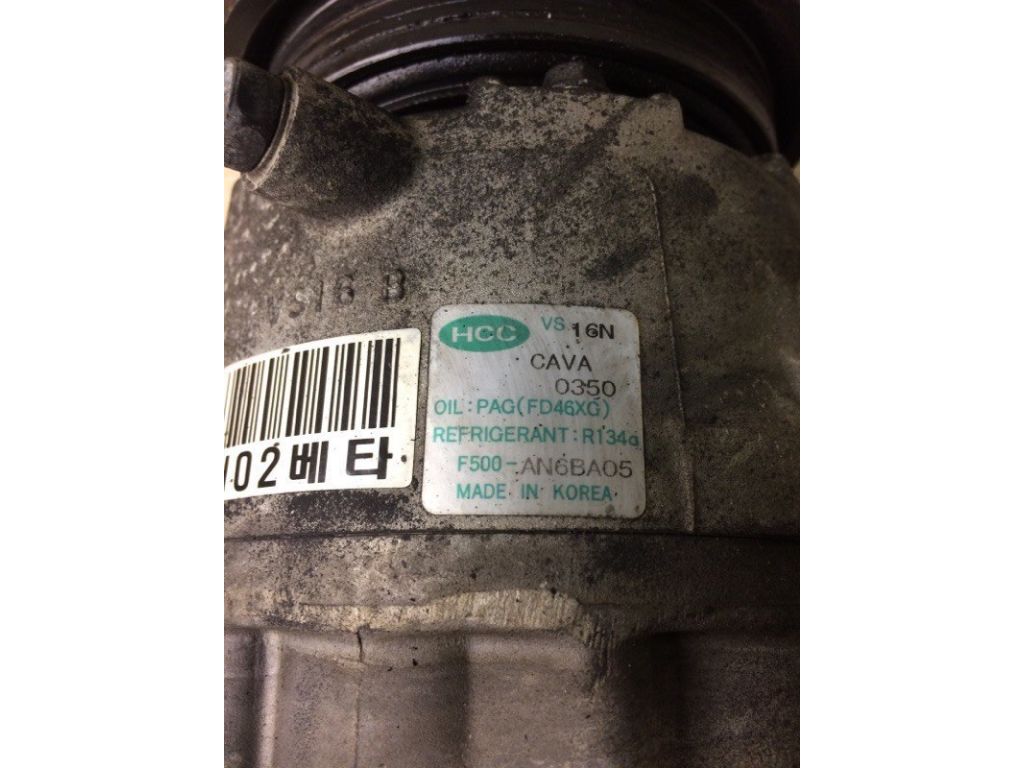 S16 B
HCC VS 16N
CAVA
0350
OIL:PAG(FD46XG)
REFRIGERANT:R134a
F500-AN6BA05
MADE IN KOREA
02베타